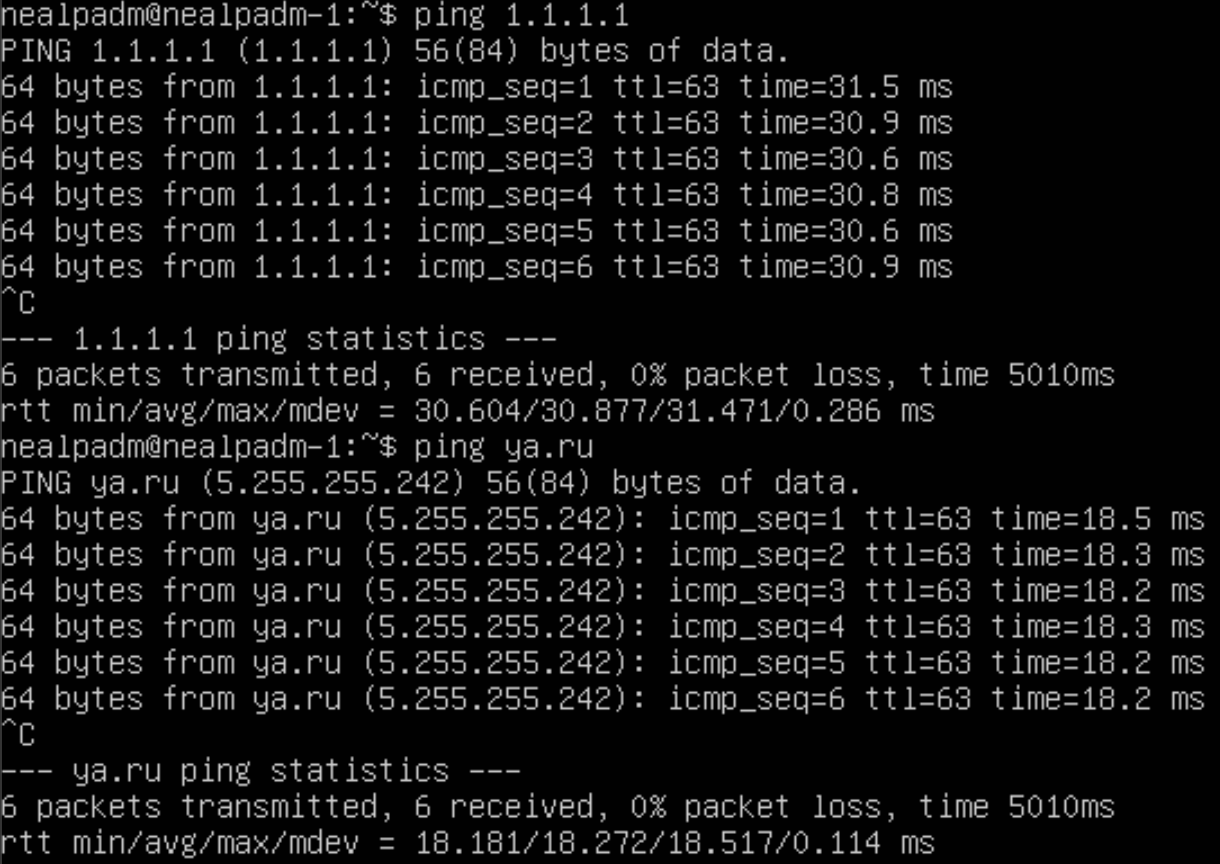 nealpadm@nealpadm-1:~$ ping 1.1.1.1
PING 1.1.1.1 (1.1.1.1) 56(84) bytes of data.
64 bytes from 1.1.1.1: icmp_seq=1 ttl=63 time=31.5 ms
64 bytes from 1.1.1.1: icmp_seq=2 ttl=63 time=30.9 ms
64 bytes from 1.1.1.1: icmp_seq=3 ttl=63 time=30.6 ms
64 bytes from 1.1.1.1: icmp_seq=4 ttl=63 time=30.8 ms
64 bytes from 1.1.1.1: icmp_seq=5 ttl=63 time=30.6 ms
64 bytes from 1.1.1.1: icmp_seq=6 ttl=63 time=30.9 ms
^C
--- 1.1.1.1 ping statistics ---
6 packets transmitted, 6 received, 0% packet loss, time 5010ms
rtt min/avg/max/mdev = 30.604/30.877/31.471/0.286 ms
nealpadm@nealpadm-1:~$ ping ya.ru
PING ya.ru (5.255.255.242) 56(84) bytes of data.
64 bytes from ya.ru (5.255.255.242): icmp_seq=1 ttl=63 time=18.5 ms
64 bytes from ya.ru (5.255.255.242): icmp_seq=2 ttl=63 time=18.3 ms
64 bytes from ya.ru (5.255.255.242): icmp_seq=3 ttl=63 time=18.2 ms
64 bytes from ya.ru (5.255.255.242): icmp_seq=4 ttl=63 time=18.3 ms
64 bytes from ya.ru (5.255.255.242): icmp_seq=5 ttl=63 time=18.2 ms
64 bytes from ya.ru (5.255.255.242): icmp_seq=6 ttl=63 time=18.2 ms
^C
--- ya.ru ping statistics ---
6 packets transmitted, 6 received, 0% packet loss, time 5010ms
rtt min/avg/max/mdev = 18.181/18.272/18.517/0.114 ms